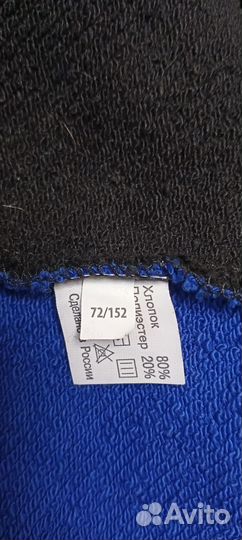 72/152
Хлопок 80%
Полиэстер 20%
Сделано
России
Avito